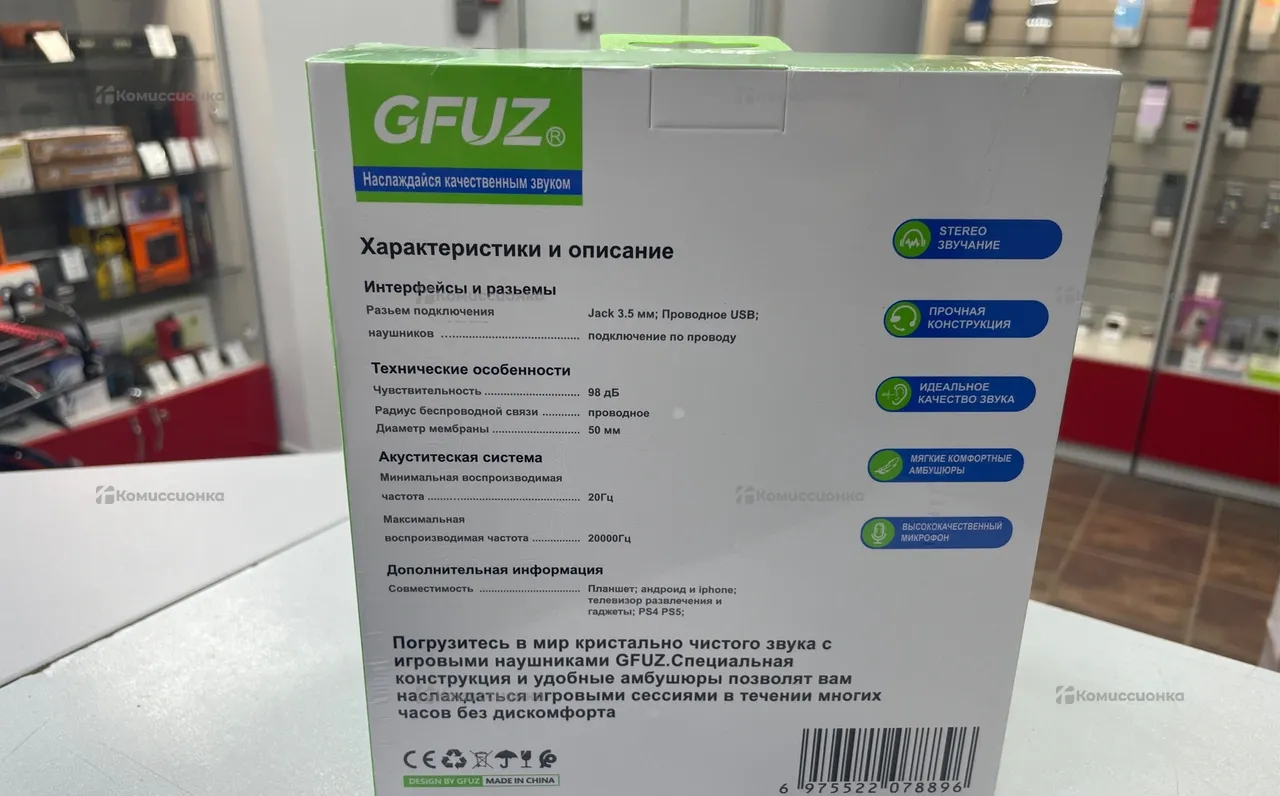 GFUZ®
Наслаждайся качественным звуком
Характеристики и описание
Интерфейсы и разьемы
Разьем подключения
наушников ........ Jack 3.5 мм; Проводное USB;
подключение по проводу
Технические особенности
Чувствительность ........ 98 дБ
Радиус беспроводной связи ........ проводное
Диаметр мембраны ........ 50 мм
Акуститеская система
Минимальная воспроизводимая
частота ........ 20Гц
Максимальная
воспроизводимая частота ........ 20000Гц
Дополнительная информация
Совместимость ........ Планшет; андроид и iphone;
телевизор развлечения и
гаджеты; PS4 PS5;
Погрузитесь в мир кристально чистого звука с
игровыми наушниками GFUZ.Специальная
конструкция и удобные амбушюры позволят вам
наслаждаться игровыми сессиями в течении многих
часов без дискомфорта
CE
DESIGN BY GFUZ MADE IN CHINA
STEREO
ЗВУЧАНИЕ
ПРОЧНАЯ
КОНСТРУКЦИЯ
ИДЕАЛЬНОЕ
КАЧЕСТВО ЗВУКА
МЯГКИЕ КОМФОРТНЫЕ
АМБУШЮРЫ
ВЫСОКОКАЧЕСТВЕННЫЙ
МИКРОФОН
6 975522 078896
Комиссионка
Комиссионка
Комиссионка
Комиссионка
Комиссионка